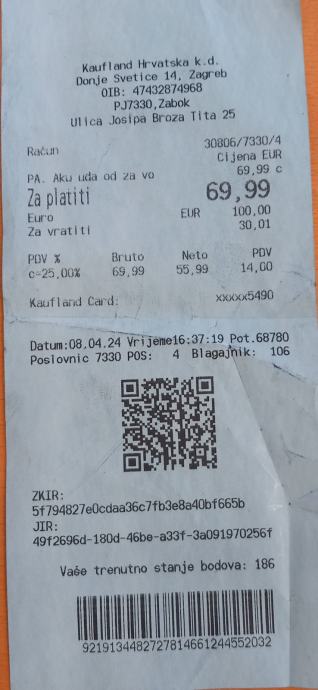 Kaufland Hrvatska k.d.
Donje Svetice 14, Zagreb
OIB: 47432874968
PJ7330,Zabok
Ulica Josipa Broza Tita 25
Račun 30806/7330/4
Cijena EUR
PA. Aku uđa od za vo 69,99 c
Za platiti 69,99
Euro EUR 100,00
Za vratiti 30,01
PDV % Bruto Neto PDV
c=25,00% 69,99 55,99 14,00
Kaufland Card: xxxxx5490
Datum:08.04.24 Vrijeme16:37:19 Pot.68780
Poslovnic 7330 POS: 4 Blagajnik: 106
ZKIR:
5f794827e0cdaa36c7fb3e8a40bf665b
JIR:
49f2696d-180d-46be-a33f-3a091970256f
Vaše trenutno stanje bodova: 186
9219134482727814661244552032